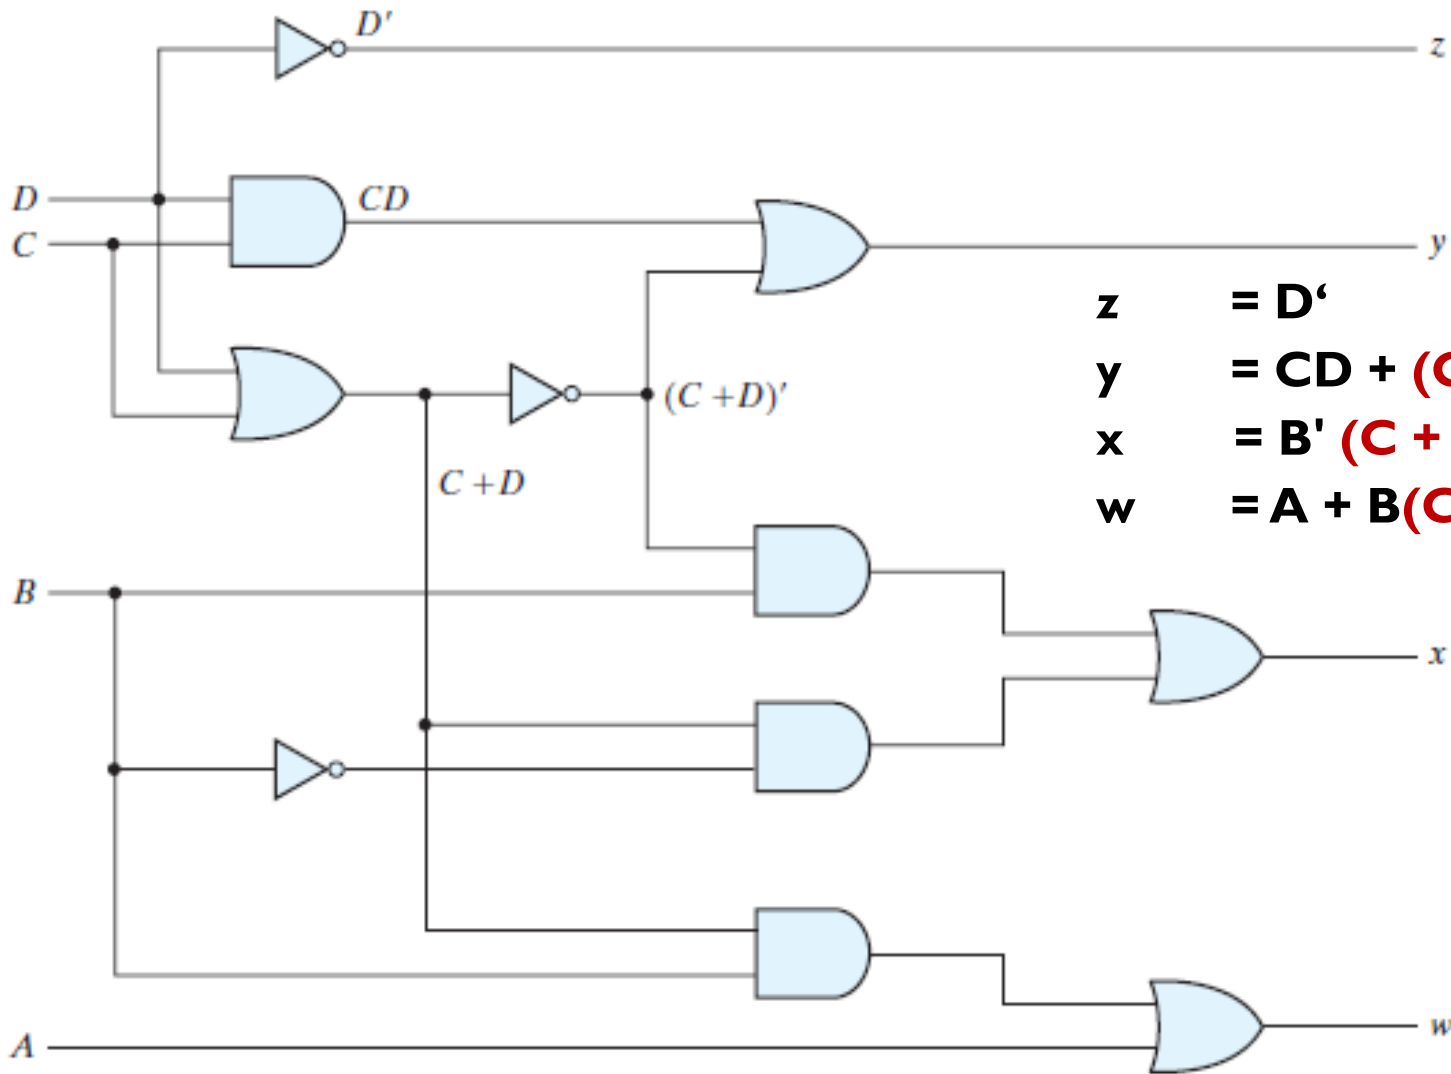 D′
z
D
CD
C
y
z = D‘
y = CD + (C
(C +D)′
x = B' (C +
C +D
w = A + B(C
B
x
w
A